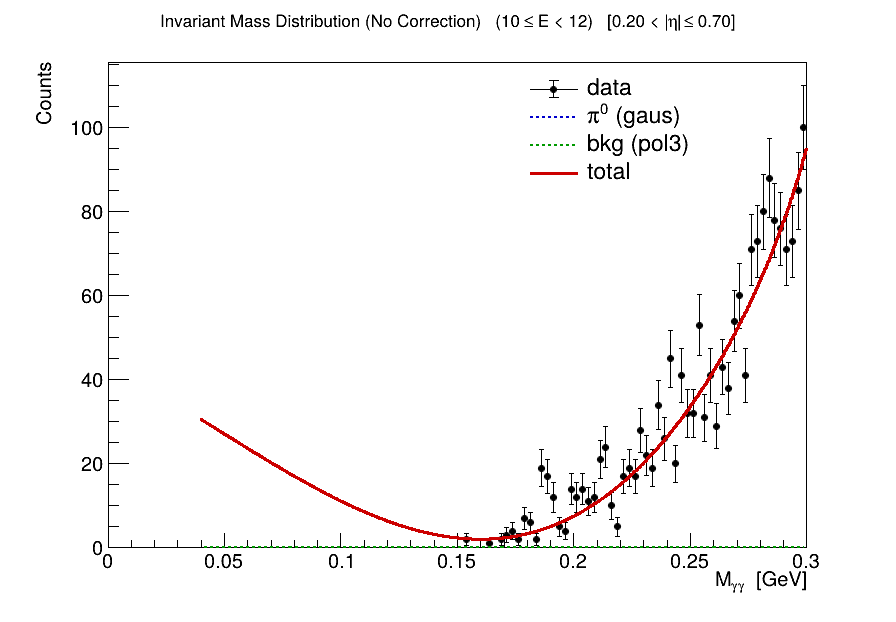 Invariant Mass Distribution (No Correction) (10 ≤ E < 12) [0.20 < |η| ≤ 0.70]
Counts
data
π⁰ (gaus)
bkg (pol3)
total
100
80
60
40
20
0
0 0.05 0.1 0.15 0.2 0.25 0.3
M_γγ [GeV]